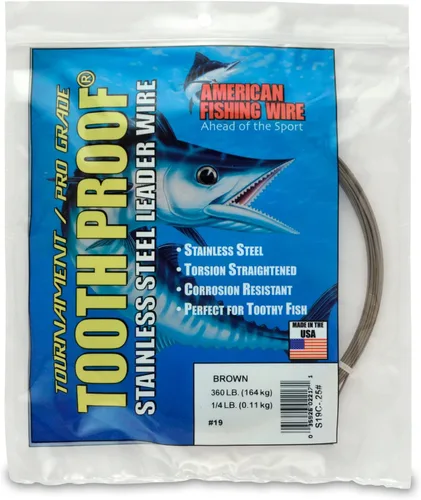 AMERICAN
FISHING WIRE
Ahead of the Sport
TOURNAMENT / PRO GRADE
TOOTH PROOF®
STAINLESS STEEL LEADER WIRE
• STAINLESS STEEL
• TORSION STRAIGHTENED
• CORROSION RESISTANT
• PERFECT FOR TOOTHY FISH
MADE IN THE
USA
BROWN
360 LB. (164 kg)
1/4 LB. (0.11 kg)
#19
S19C-.25#